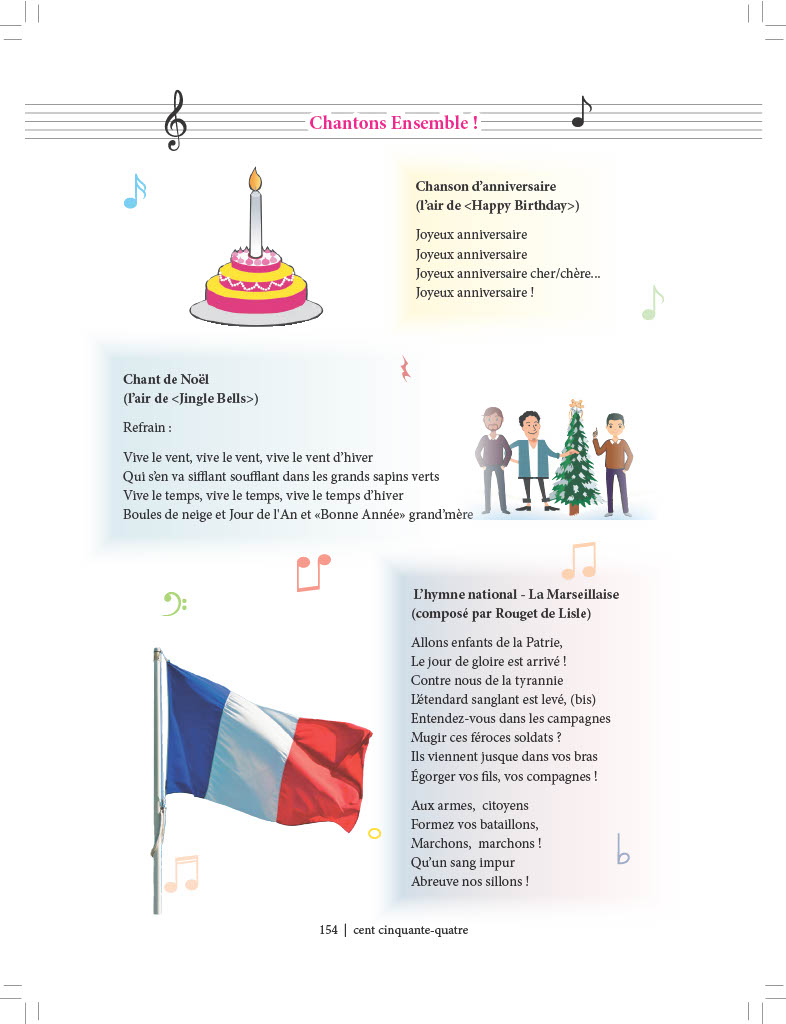 Chantons Ensemble !
Chanson d’anniversaire
(l’air de <Happy Birthday>)
Joyeux anniversaire
Joyeux anniversaire
Joyeux anniversaire cher/chère...
Joyeux anniversaire !
Chant de Noël
(l’air de <Jingle Bells>)
Refrain :
Vive le vent, vive le vent, vive le vent d’hiver
Qui s’en va sifflant soufflant dans les grands sapins verts
Vive le temps, vive le temps, vive le temps d’hiver
Boules de neige et Jour de l'An et «Bonne Année» grand’mère
L’hymne national - La Marseillaise
(composé par Rouget de Lisle)
Allons enfants de la Patrie,
Le jour de gloire est arrivé !
Contre nous de la tyrannie
L’étendard sanglant est levé, (bis)
Entendez-vous dans les campagnes
Mugir ces féroces soldats ?
Ils viennent jusque dans vos bras
Égorger vos fils, vos compagnes !
Aux armes, citoyens
Formez vos bataillons,
Marchons, marchons !
Qu’un sang impur
Abreuve nos sillons !
154 | cent cinquante-quatre